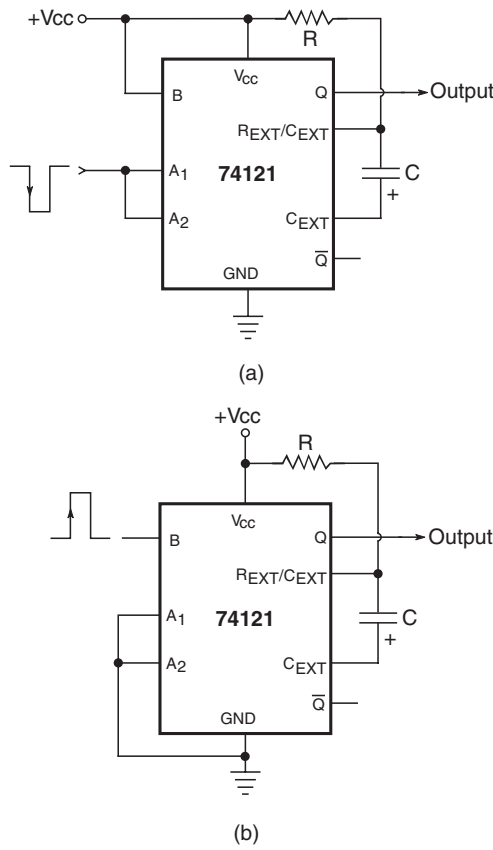 +Vcc
R
VCC
B
Q
Output
REXT/CEXT
A1
74121
C
+
A2
CEXT
Q̅
GND
(a)
+Vcc
R
VCC
B
Q
Output
REXT/CEXT
A1
74121
C
+
A2
CEXT
Q̅
GND
(b)